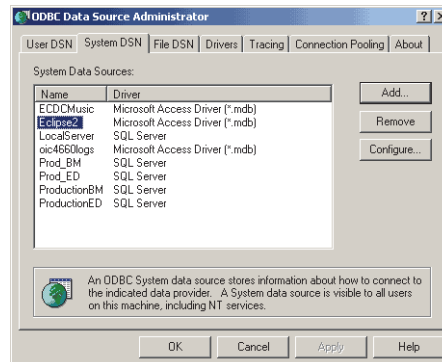 ODBC Data Source Administrator
User DSN System DSN File DSN Drivers Tracing Connection Pooling About
System Data Sources:
Name Driver
ECDCMusic Microsoft Access Driver (*.mdb)
Eclipse2 Microsoft Access Driver (*.mdb)
LocalServer SQL Server
oic4660logs Microsoft Access Driver (*.mdb)
Prod_BM SQL Server
Prod_ED SQL Server
ProductionBM SQL Server
ProductionED SQL Server
Add...
Remove
Configure...
An ODBC System data source stores information about how to connect to
the indicated data provider. A System data source is visible to all users
on this machine, including NT services.
OK Cancel Apply Help